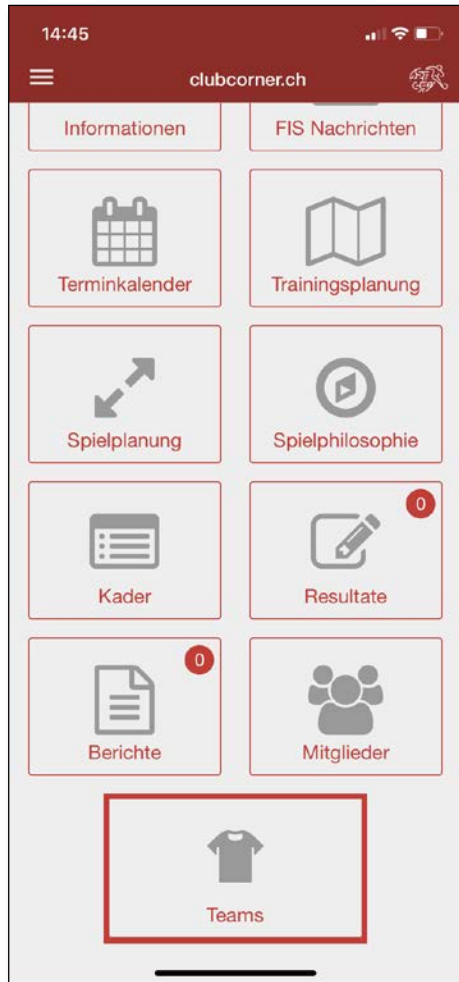 14:45
clubcorner.ch
Informationen FIS Nachrichten
Terminkalender Trainingsplanung
Spielplanung Spielphilosophie
0
Kader Resultate
0
Berichte Mitglieder
Teams